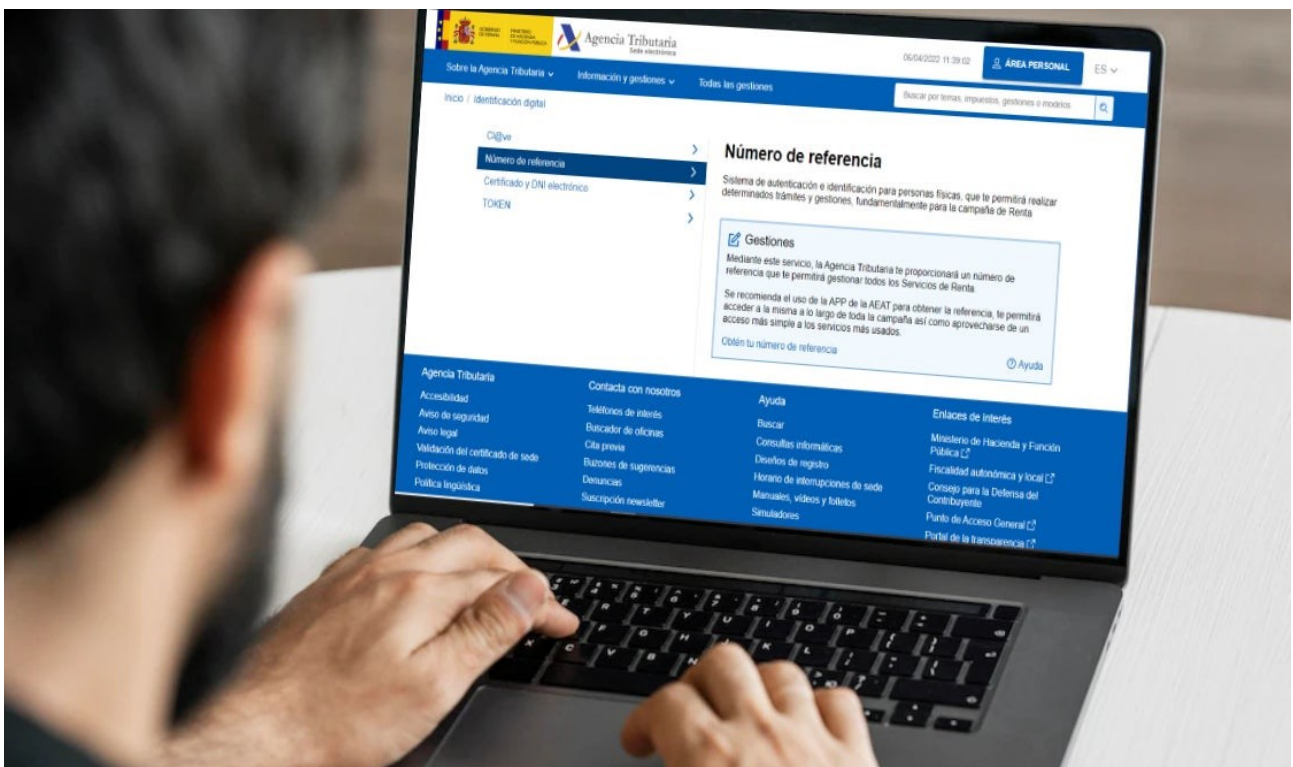 GOBIERNO DE ESPAÑA
MINISTERIO DE HACIENDA Y FUNCIÓN PÚBLICA
Agencia Tributaria
Sede electrónica
06/04/2022 11:39:02
ÁREA PERSONAL
ES
Sobre la Agencia Tributaria
Información y gestiones
Todas las gestiones
Buscar por temas, impuestos, gestiones o modelos
Inicio / Identificación digital
Cl@ve
Número de referencia
Certificado y DNI electrónico
TOKEN
Número de referencia
Sistema de autenticación e identificación para personas físicas, que te permitirá realizar
determinados trámites y gestiones, fundamentalmente para la campaña de Renta
Gestiones
Mediante este servicio, la Agencia Tributaria te proporcionará un número de
referencia que te permitirá gestionar todos los Servicios de Renta.
Se recomienda el uso de la APP de la AEAT para obtener la referencia, te permitirá
acceder a la misma a lo largo de toda la campaña así como aprovecharse de un
acceso más simple a los servicios más usados.
Obtén tu número de referencia
Ayuda
Agencia Tributaria
Accesibilidad
Aviso de seguridad
Aviso legal
Validación del certificado de sede
Protección de datos
Política lingüística
Contacta con nosotros
Teléfonos de interés
Buscador de oficinas
Cita previa
Buzones de sugerencias
Denuncias
Suscripción newsletter
Ayuda
Buscar
Consultas informáticas
Diseños de registro
Horario de interrupciones de sede
Manuales, vídeos y folletos
Simuladores
Enlaces de interés
Ministerio de Hacienda y Función
Pública
Fiscalidad autonómica y local
Consejo para la Defensa del
Contribuyente
Punto de Acceso General
Portal de la transparencia